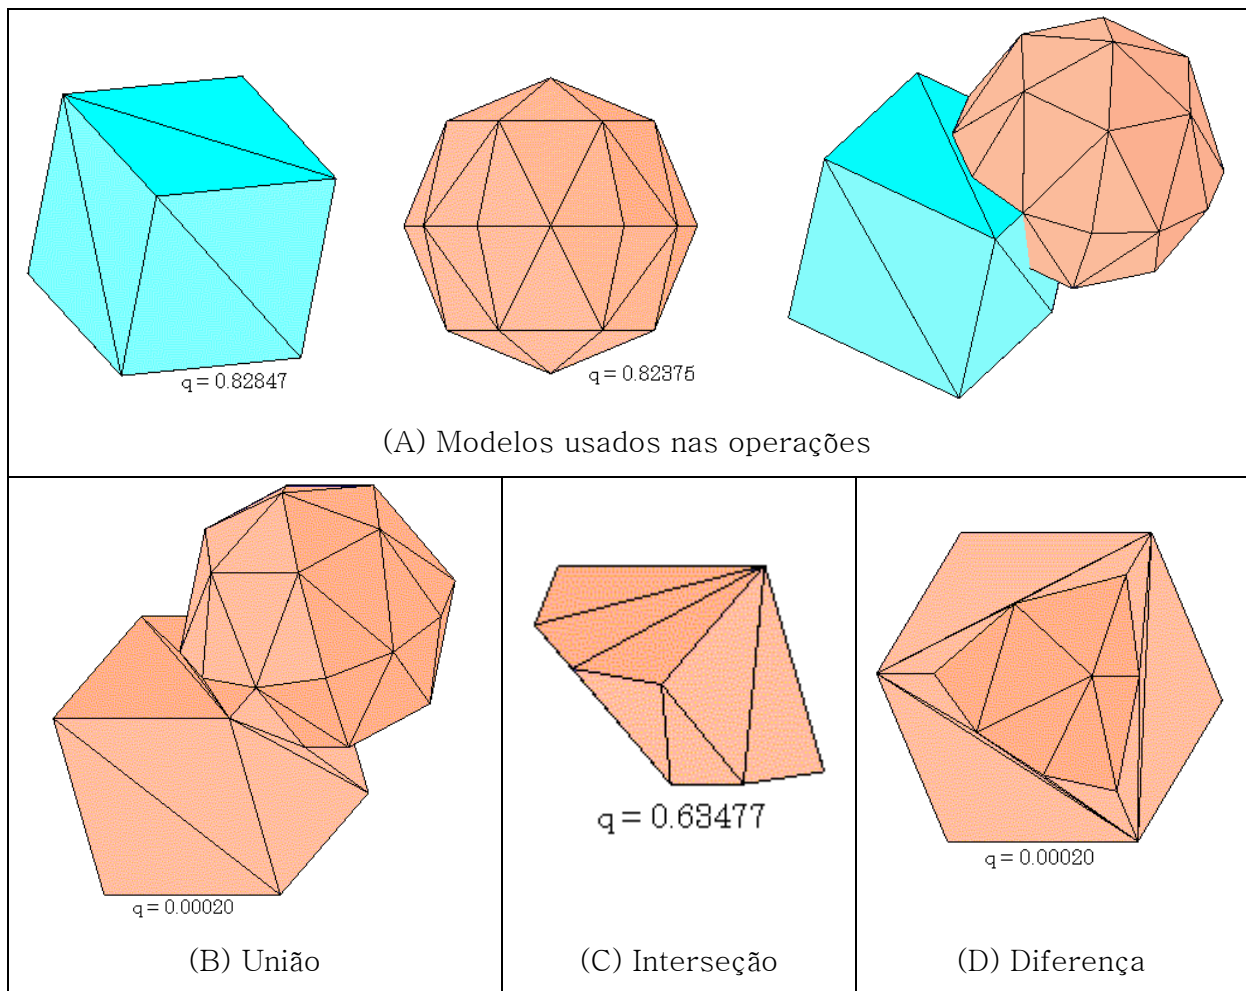 q = 0.82847
q = 0.82375
(A) Modelos usados nas operações
q = 0.00020
(B) União
q = 0.63477
(C) Interseção
q = 0.00020
(D) Diferença